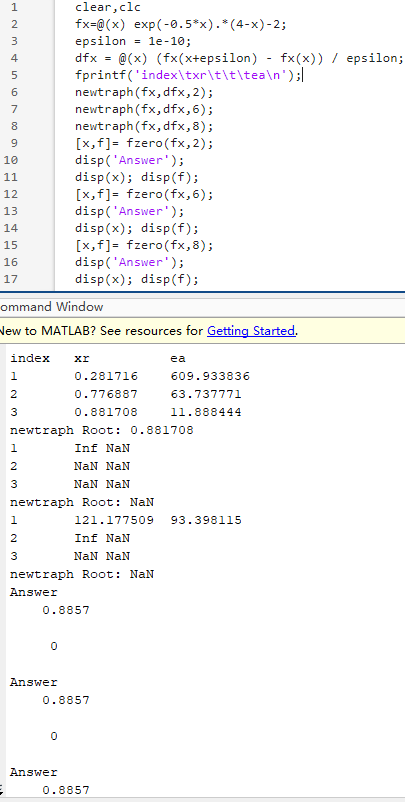 1 clear,clc
2 fx=@(x) exp(-0.5*x).*(4-x)-2;
3 epsilon = 1e-10;
4 dfx = @(x) (fx(x+epsilon) - fx(x)) / epsilon;
5 fprintf('index\txr\t\t\tea\n');
6 newtraph(fx,dfx,2);
7 newtraph(fx,dfx,6);
8 newtraph(fx,dfx,8);
9 [x,f]= fzero(fx,2);
10 disp('Answer');
11 disp(x); disp(f);
12 [x,f]= fzero(fx,6);
13 disp('Answer');
14 disp(x); disp(f);
15 [x,f]= fzero(fx,8);
16 disp('Answer');
17 disp(x); disp(f);
ommand Window
New to MATLAB? See resources for Getting Started.
index xr ea
1 0.281716 609.933836
2 0.776887 63.737771
3 0.881708 11.888444
newtraph Root: 0.881708
1 Inf NaN
2 NaN NaN
3 NaN NaN
newtraph Root: NaN
1 121.177509 93.398115
2 Inf NaN
3 NaN NaN
newtraph Root: NaN
Answer
0.8857
0
Answer
0.8857
0
Answer
0.8857